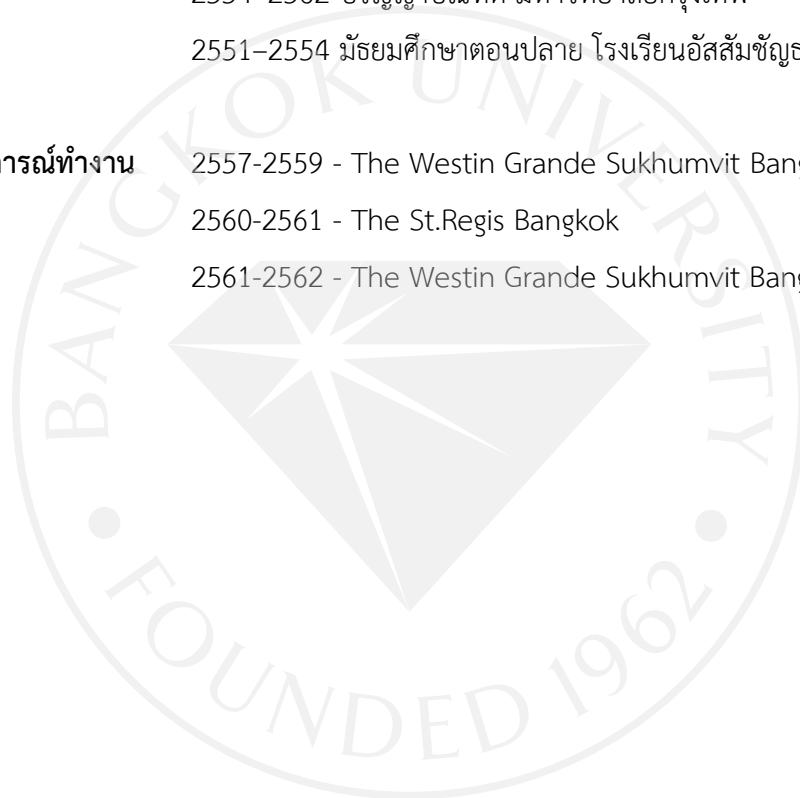 2551–2554 มัธยมศึกษาตอนปลาย โรงเรียนอัสสัมชัญ
ารณ์ทำงาน 2557-2559 - The Westin Grande Sukhumvit Bang
2560-2561 - The St.Regis Bangkok
2561-2562 - The Westin Grande Sukhumvit Bang
BANGKOK UNIVERSITY
FOUNDED 1962